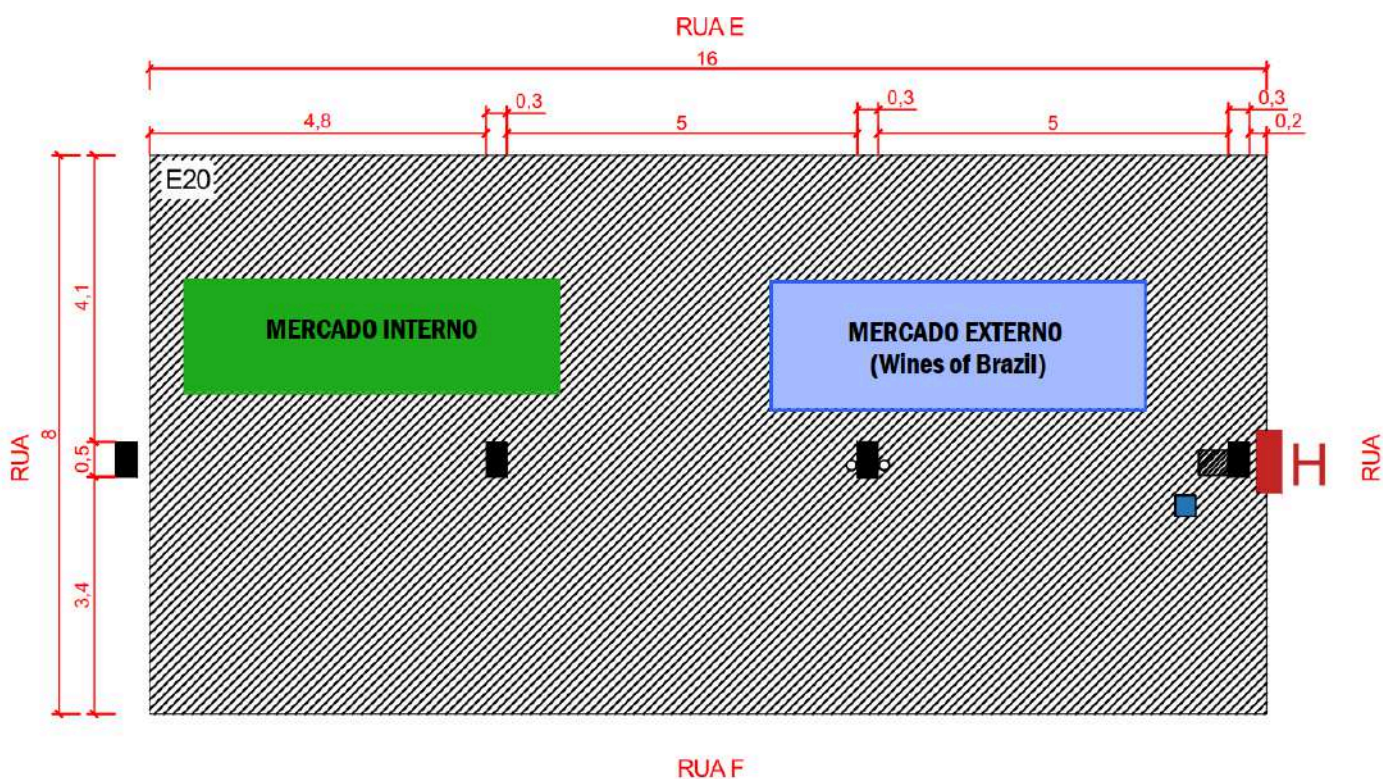 RUA E
16
0,3
0,3
0,3
4,8
5
5
0,2
E20
4,1
MERCADO INTERNO
MERCADO EXTERNO
(Wines of Brazil)
RUA
8
0,5
H
RUA
3,4
RUA F